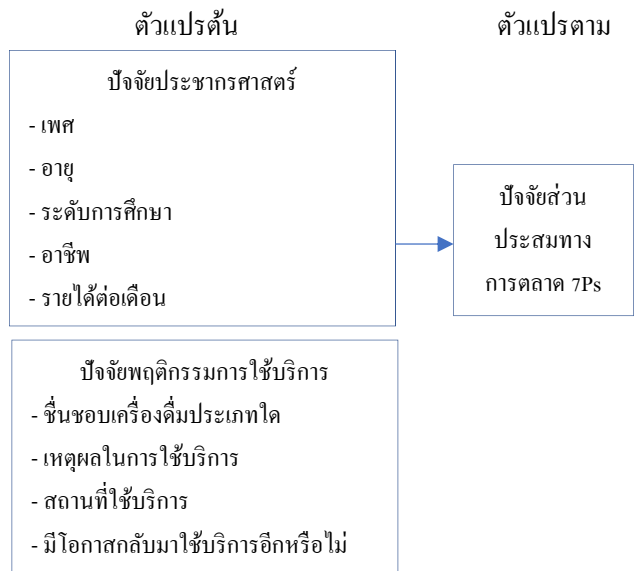 ตัวแปรต้น
ตัวแปรตาม
ปัจจัยประชากรศาสตร์
- เพศ
- อายุ
- ระดับการศึกษา
- อาชีพ
- รายได้ต่อเดือน
ปัจจัยส่วน
ประสมทาง
การตลาด 7Ps
ปัจจัยพฤติกรรมการใช้บริการ
- ชื่นชอบเครื่องดื่มประเภทใด
- เหตุผลในการใช้บริการ
- สถานที่ใช้บริการ
- มีโอกาสกลับมาใช้บริการอีกหรือไม่